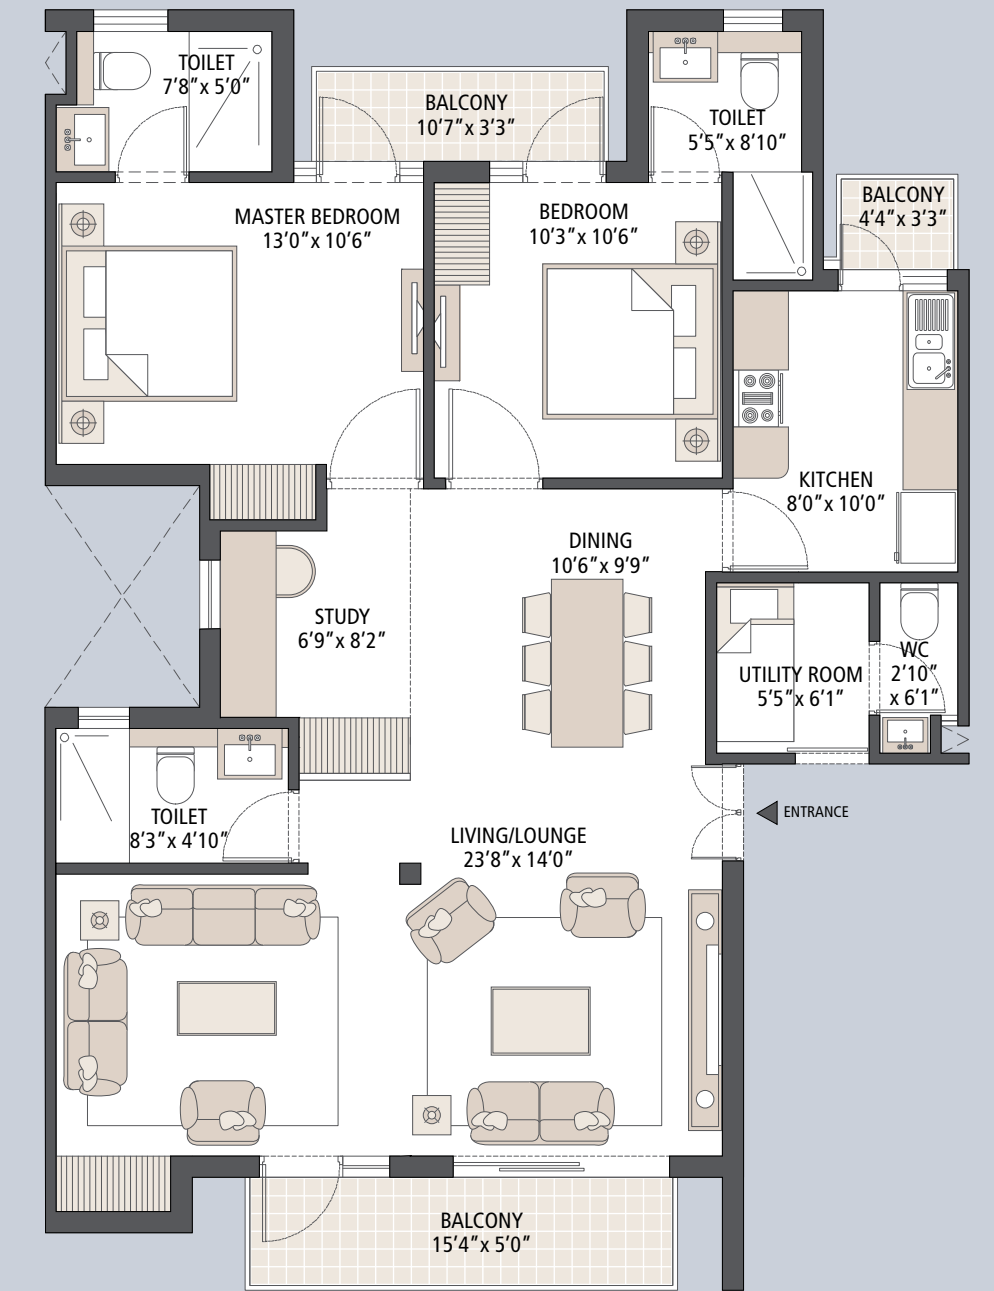 TOILET
7’8”x 5’0”
BALCONY
10’7”x 3’3”
TOILET
5’5”x 8’10”
BALCONY
4’4”x 3’3”
MASTER BEDROOM
13’0”x 10’6”
BEDROOM
10’3”x 10’6”
KITCHEN
8’0”x 10’0”
DINING
10’6”x 9’9”
STUDY
6’9”x 8’2”
UTILITY ROOM
5’5”x 6’1”
WC
2’10”
x 6’1”
TOILET
8’3”x 4’10”
LIVING/LOUNGE
23’8”x 14’0”
ENTRANCE
BALCONY
15’4”x 5’0”